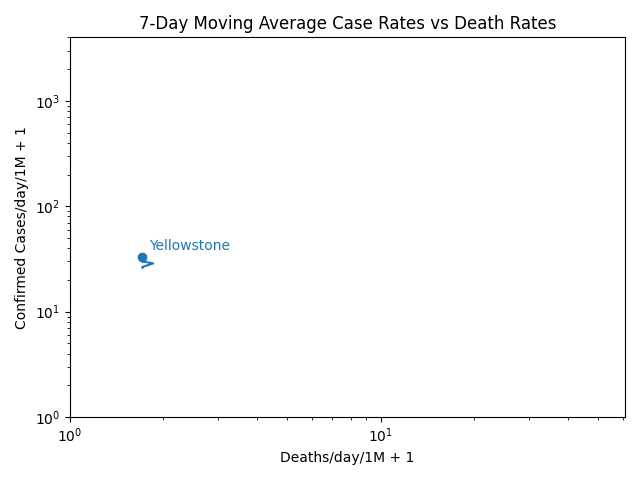 7-Day Moving Average Case Rates vs Death Rates
Confirmed Cases/day/1M + 1
10³
10²
10¹
10⁰
Yellowstone
10⁰
10¹
Deaths/day/1M + 1